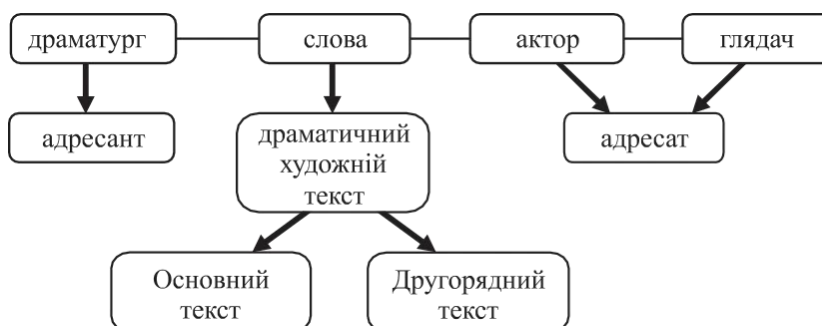 драматург
слова
актор
глядач
адресант
драматичний
художній
текст
адресат
Основний
текст
Другорядний
текст